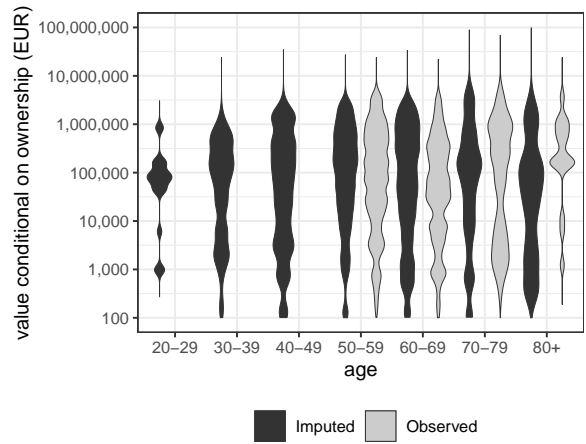 value conditional on ownership (EUR)
100,000,000
10,000,000
1,000,000
100,000
10,000
1,000
100
20–29 30–39 40–49 50–59 60–69 70–79 80+
age
Imputed Observed